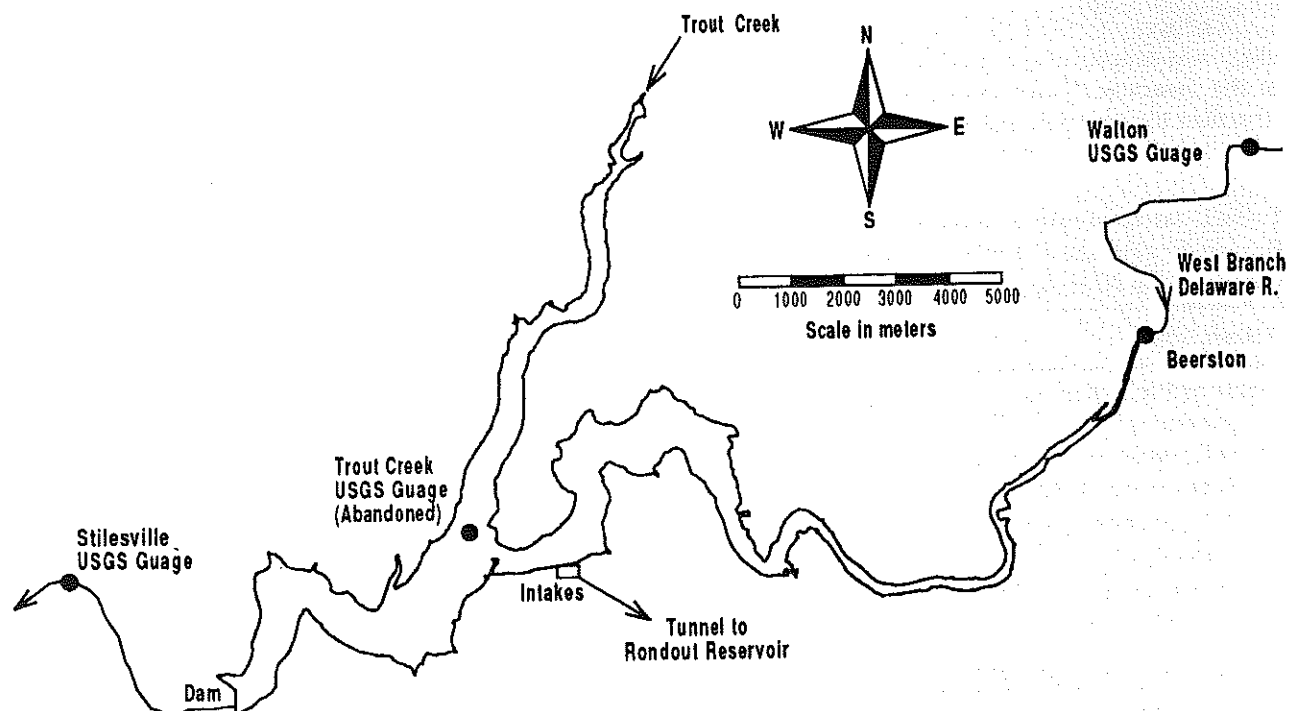 Trout Creek
N
W
E
S
Walton
USGS Guage
0 1000 2000 3000 4000 5000
Scale in meters
West Branch
Delaware R.
Beerston
Trout Creek
USGS Guage
(Abandoned)
Stilesville
USGS Guage
Intakes
Tunnel to
Rondout Reservoir
Dam